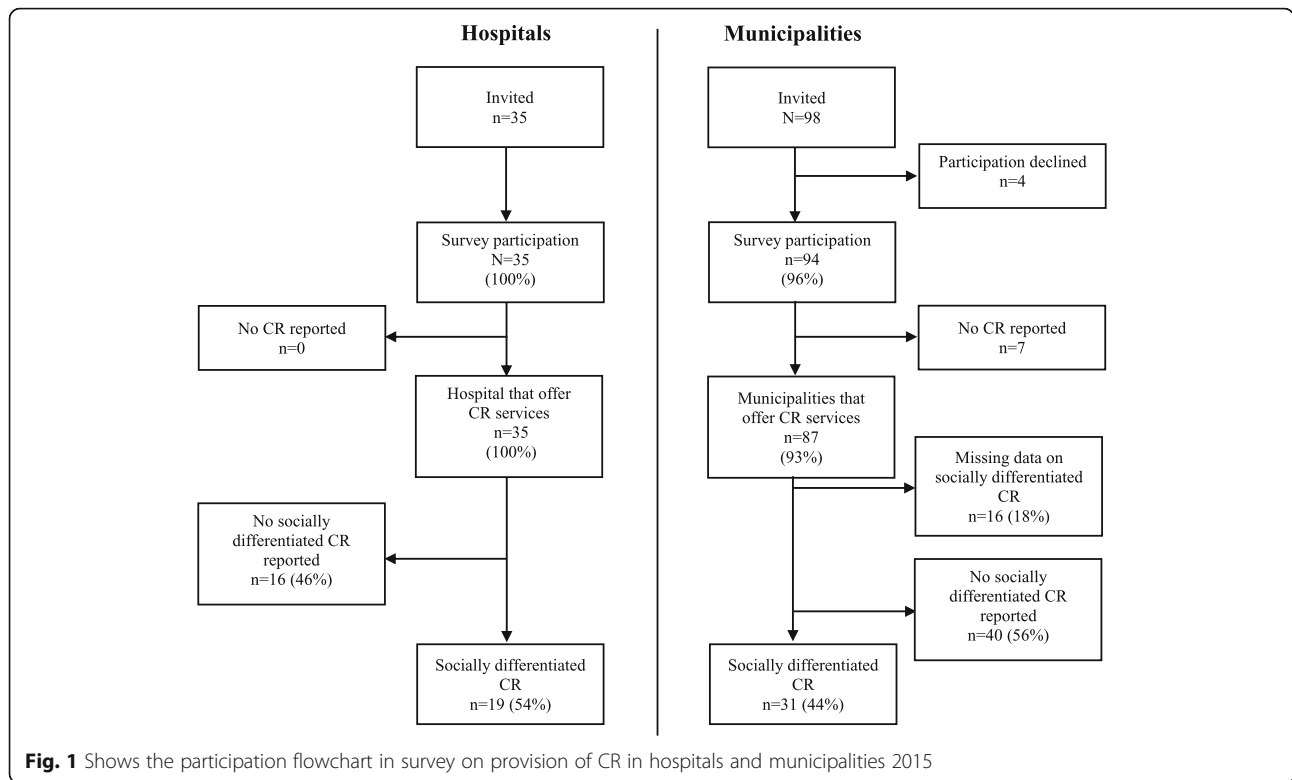 Hospitals
Invited
n=35
Survey participation
N=35
(100%)
No CR reported
n=0
Hospital that offer
CR services
n=35
(100%)
No socially
differentiated CR
reported
n=16 (46%)
Socially differentiated
CR
n=19 (54%)
Municipalities
Invited
N=98
Participation declined
n=4
Survey participation
n=94
(96%)
No CR reported
n=7
Municipalities that
offer CR services
n=87
(93%)
Missing data on
socially differentiated
CR
n=16 (18%)
No socially
differentiated CR
reported
n=40 (56%)
Socially differentiated
CR
n=31 (44%)
Fig. 1 Shows the participation flowchart in survey on provision of CR in hospitals and municipalities 2015